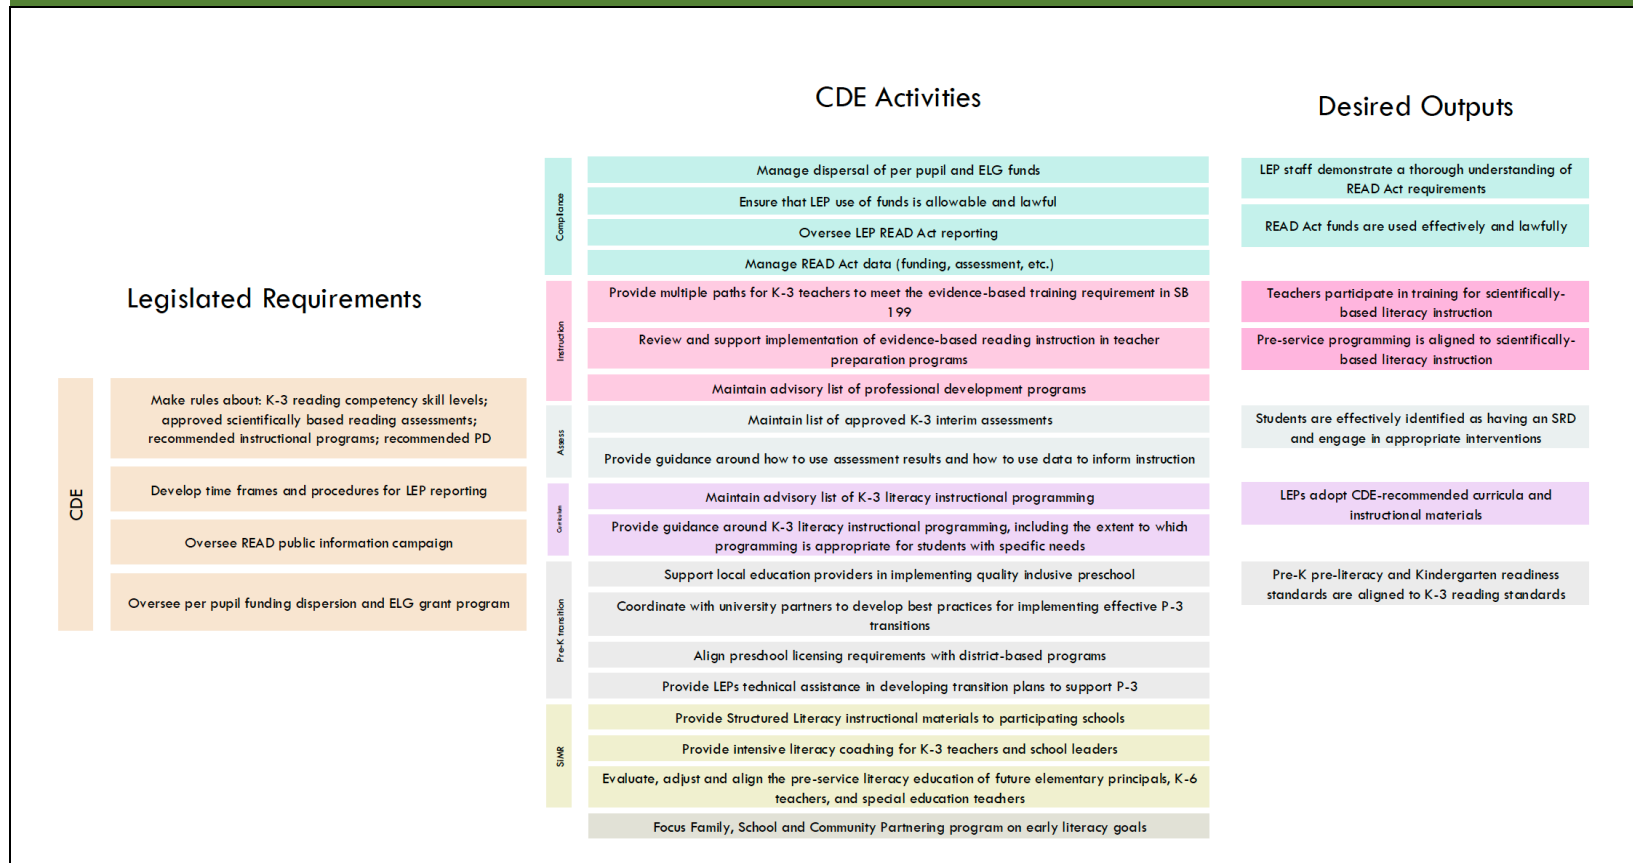 Legislated Requirements
CDE
Make rules about: K-3 reading competency skill levels;
approved scientifically based reading assessments;
recommended instructional programs; recommended PD
Develop time frames and procedures for LEP reporting
Oversee READ public information campaign
Oversee per pupil funding dispersion and ELG grant program
CDE Activities
Compliance
Manage dispersal of per pupil and ELG funds
Ensure that LEP use of funds is allowable and lawful
Oversee LEP READ Act reporting
Manage READ Act data (funding, assessment, etc.)
Instruction
Provide multiple paths for K-3 teachers to meet the evidence-based training requirement in SB
199
Review and support implementation of evidence-based reading instruction in teacher
preparation programs
Maintain advisory list of professional development programs
Assess
Maintain list of approved K-3 interim assessments
Provide guidance around how to use assessment results and how to use data to inform instruction
Curriculum
Maintain advisory list of K-3 literacy instructional programming
Provide guidance around K-3 literacy instructional programming, including the extent to which
programming is appropriate for students with specific needs
Pre-K transition
Support local education providers in implementing quality inclusive preschool
Coordinate with university partners to develop best practices for implementing effective P-3
transitions
Align preschool licensing requirements with district-based programs
Provide LEPs technical assistance in developing transition plans to support P-3
SiMR
Provide Structured Literacy instructional materials to participating schools
Provide intensive literacy coaching for K-3 teachers and school leaders
Evaluate, adjust and align the pre-service literacy education of future elementary principals, K-6
teachers, and special education teachers
Focus Family, School and Community Partnering program on early literacy goals
Desired Outputs
LEP staff demonstrate a thorough understanding of
READ Act requirements
READ Act funds are used effectively and lawfully
Teachers participate in training for scientifically-
based literacy instruction
Pre-service programming is aligned to scientifically-
based literacy instruction
Students are effectively identified as having an SRD
and engage in appropriate interventions
LEPs adopt CDE-recommended curricula and
instructional materials
Pre-K pre-literacy and Kindergarten readiness
standards are aligned to K-3 reading standards